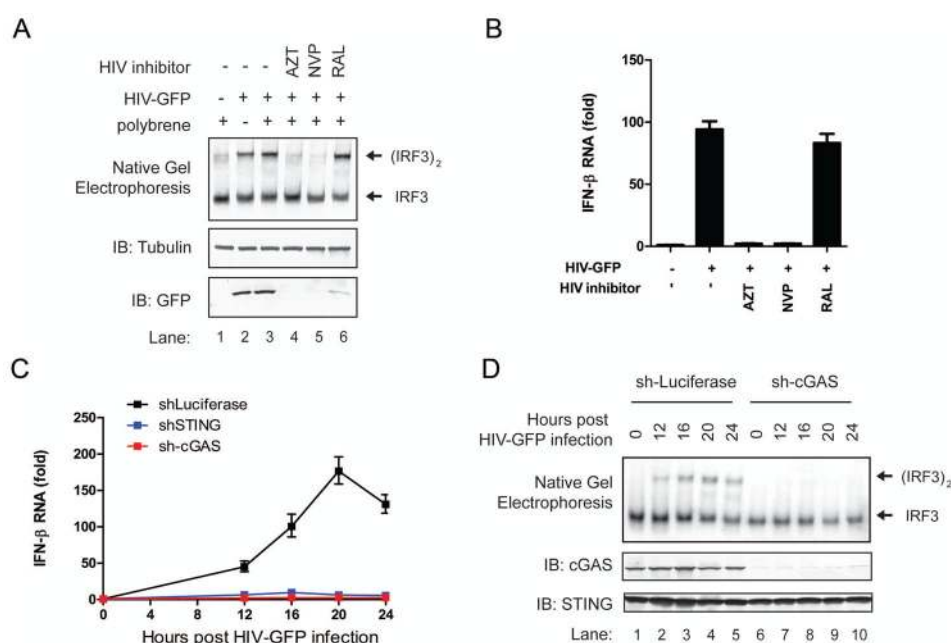 A
HIV inhibitor - - - AZT NVP RAL
HIV-GFP - + + + + +
polybrene + - + + + +
Native Gel
Electrophoresis
(IRF3)2
IRF3
IB: Tubulin
IB: GFP
Lane: 1 2 3 4 5 6
B
IFN-β RNA (fold)
150
100
50
0
HIV-GFP - + + + +
HIV inhibitor - - AZT NVP RAL
C
shLuciferase
shSTING
sh-cGAS
IFN-β RNA (fold)
250
200
150
100
50
0
0 12 16 20 24
Hours post HIV-GFP infection
D
sh-Luciferase sh-cGAS
Hours post
HIV-GFP infection
0 12 16 20 24 0 12 16 20 24
Native Gel
Electrophoresis
(IRF3)2
IRF3
IB: cGAS
IB: STING
Lane: 1 2 3 4 5 6 7 8 9 10